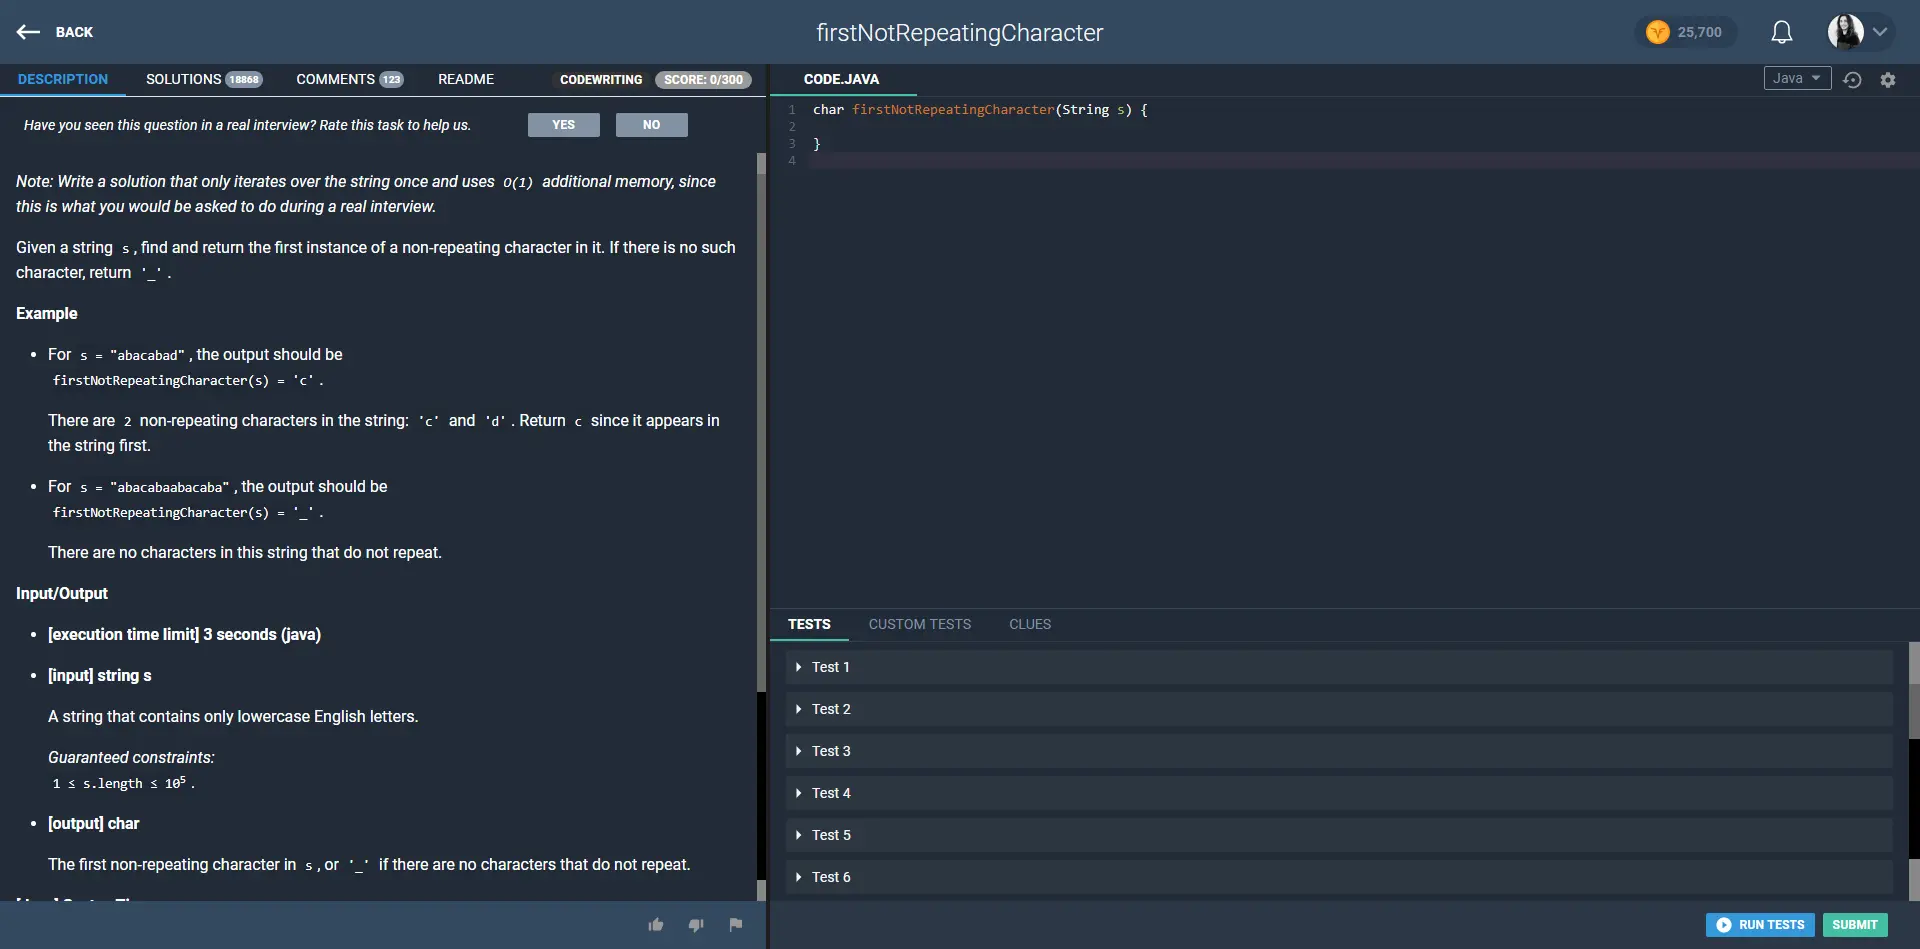 BACK
firstNotRepeatingCharacter
25,700
DESCRIPTION
SOLUTIONS 18868
COMMENTS 123
README
CODEWRITING
SCORE: 0/300
Have you seen this question in a real interview? Rate this task to help us.
YES
NO
Note: Write a solution that only iterates over the string once and uses O(1) additional memory, since
this is what you would be asked to do during a real interview.
Given a string s, find and return the first instance of a non-repeating character in it. If there is no such
character, return '_'.
Example
• For s = "abacabad", the output should be
firstNotRepeatingCharacter(s) = 'c'.
There are 2 non-repeating characters in the string: 'c' and 'd'. Return c since it appears in
the string first.
• For s = "abacabaabacaba", the output should be
firstNotRepeatingCharacter(s) = '_'.
There are no characters in this string that do not repeat.
Input/Output
• [execution time limit] 3 seconds (java)
• [input] string s
A string that contains only lowercase English letters.
Guaranteed constraints:
1 ≤ s.length ≤ 10⁵.
• [output] char
The first non-repeating character in s, or '_' if there are no characters that do not repeat.
CODE.JAVA
Java
1 char firstNotRepeatingCharacter(String s) {
2
3 }
4
TESTS
CUSTOM TESTS
CLUES
Test 1
Test 2
Test 3
Test 4
Test 5
Test 6
RUN TESTS
SUBMIT